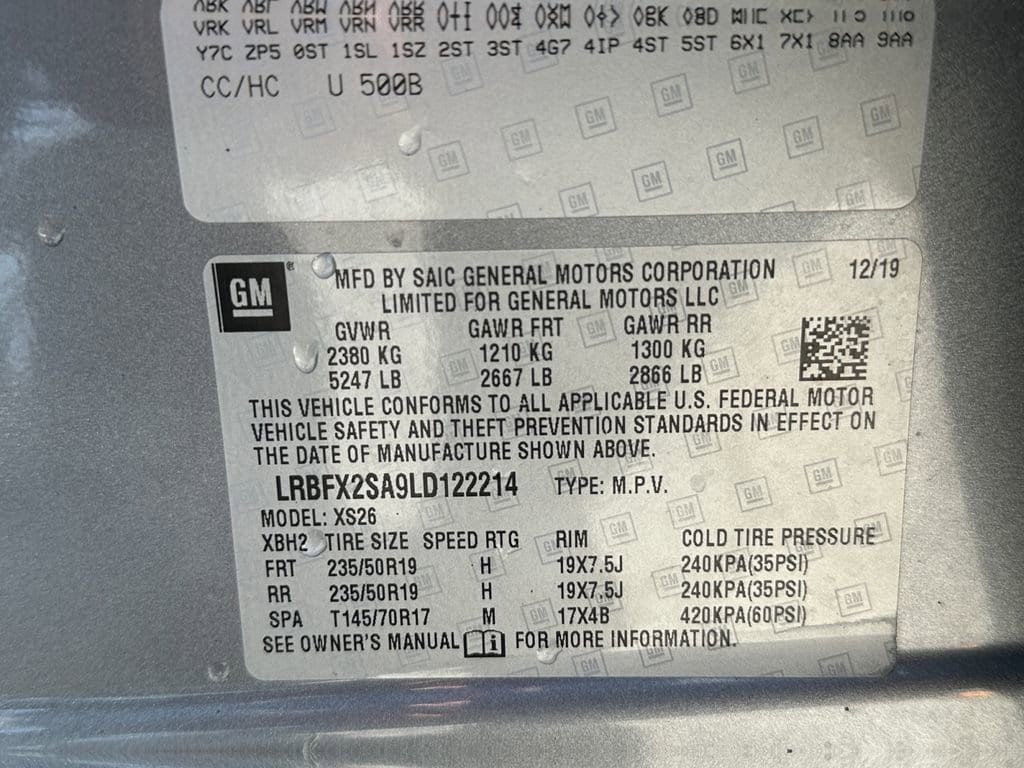 VRK VRL VRM VRN VRR
Y7C ZP5 0ST 1SL 1SZ 2ST 3ST 4G7 4IP 4ST 5ST 6X1 7X1 8AA 9AA
CC/HC U 500B
GM
MFD BY SAIC GENERAL MOTORS CORPORATION 12/19
LIMITED FOR GENERAL MOTORS LLC
GVWR GAWR FRT GAWR RR
2380 KG 1210 KG 1300 KG
5247 LB 2667 LB 2866 LB
THIS VEHICLE CONFORMS TO ALL APPLICABLE U.S. FEDERAL MOTOR
VEHICLE SAFETY AND THEFT PREVENTION STANDARDS IN EFFECT ON
THE DATE OF MANUFACTURE SHOWN ABOVE.
LRBFX2SA9LD122214 TYPE: M.P.V.
MODEL: XS26
XBH2 TIRE SIZE SPEED RTG RIM COLD TIRE PRESSURE
FRT 235/50R19 H 19X7.5J 240KPA(35PSI)
RR 235/50R19 H 19X7.5J 240KPA(35PSI)
SPA T145/70R17 M 17X4B 420KPA(60PSI)
SEE OWNER'S MANUAL FOR MORE INFORMATION.